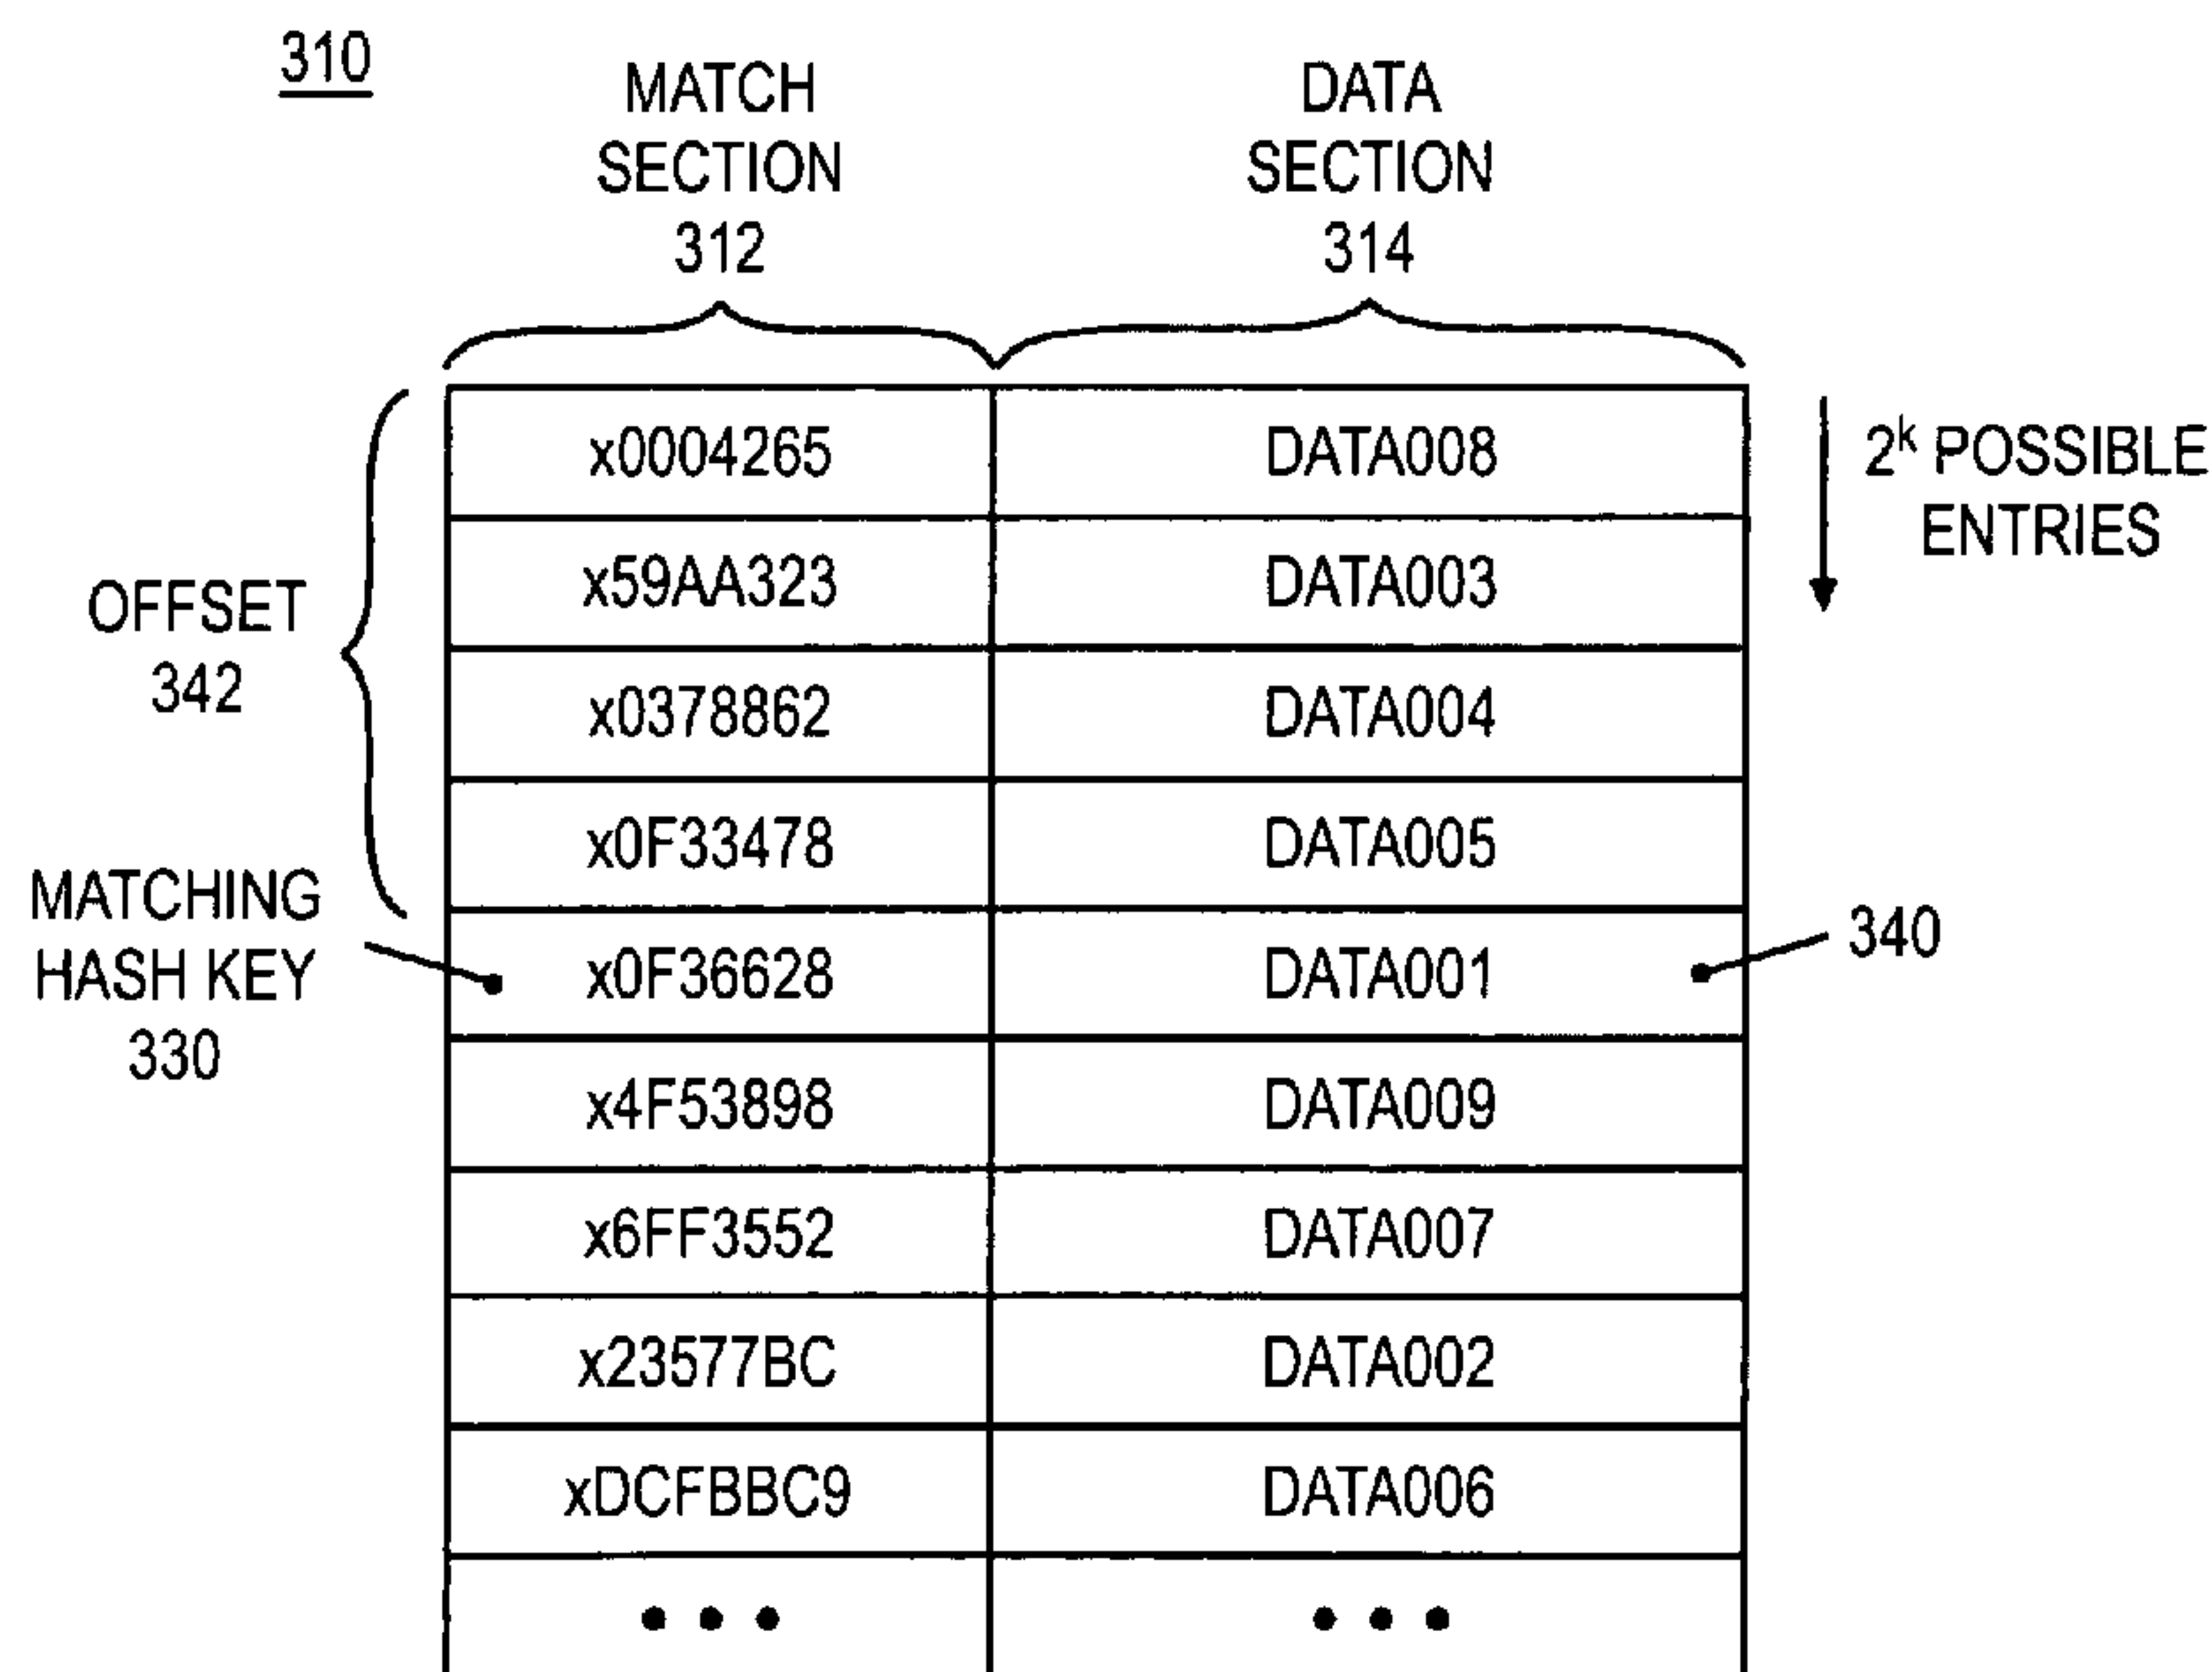 310
MATCH
SECTION
312
DATA
SECTION
314
x0004265 DATA008
2k POSSIBLE
ENTRIES
x59AA323 DATA003
OFFSET
342
x0378862 DATA004
x0F33478 DATA005
MATCHING
HASH KEY
330
x0F36628 DATA001
340
x4F53898 DATA009
x6FF3552 DATA007
x23577BC DATA002
xDCFBBC9 DATA006
• • • • • •